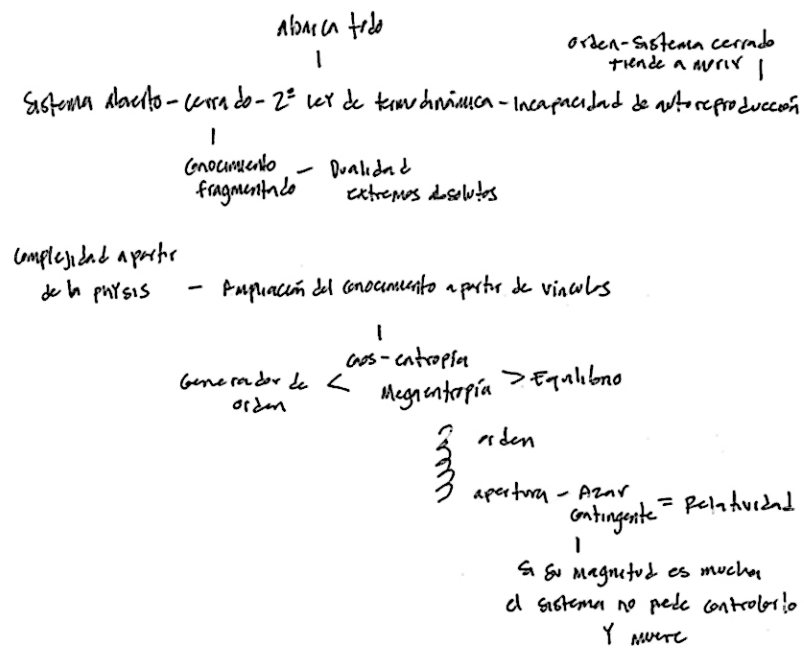 Abarca todo
orden-sistema cerrado
tiende a morir
Sistema abierto - cerrado - 2ª Ley de termodinámica - Incapacidad de autoreproducción
Conocimiento
fragmentado - Dualidad
extremos absolutos
Complejidad a partir
de la physis - Ampliación del conocimiento a partir de vínculos
Caos - entropía
Generador de orden < Megaentropía > Equilibrio
orden
apertura - Azar
contingente = Relatividad
Si su magnitud es mucha
el sistema no puede controlarlo
Y muere